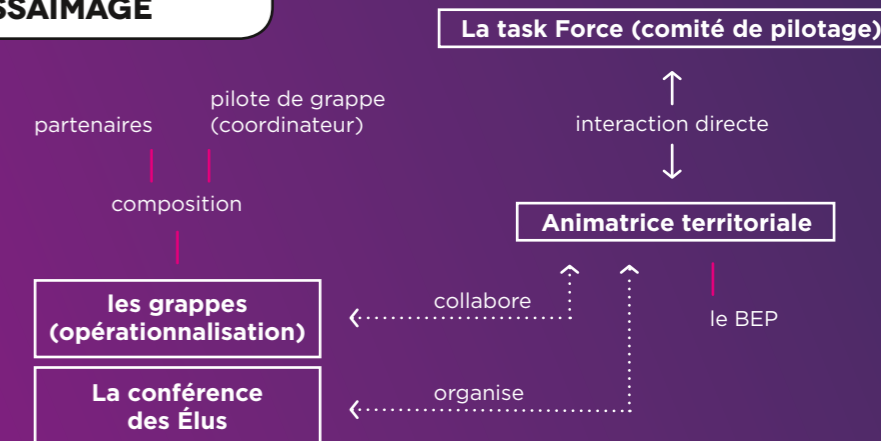 La task Force (comité de pilotage)
pilote de grappe
partenaires (coordinateur)
interaction directe
composition
Animatrice territoriale
les grappes
(opérationnalisation)
collabore
le BEP
La conférence
des Élus
organise